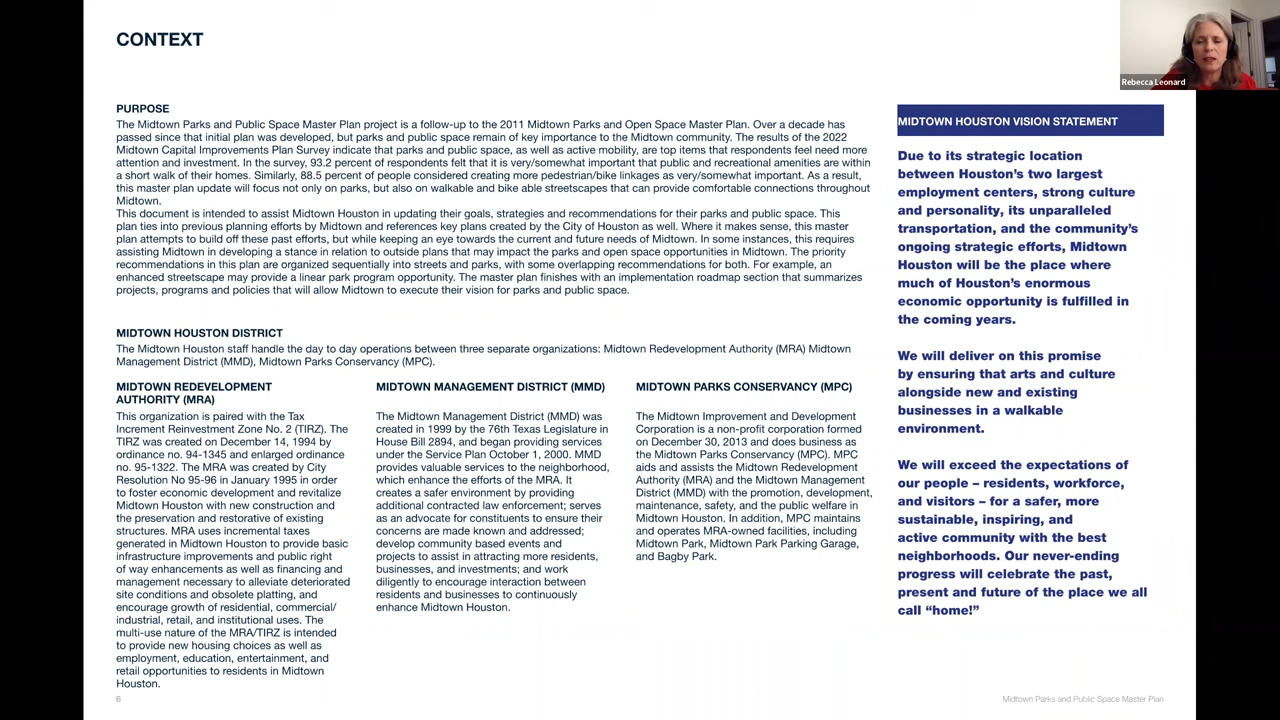 CONTEXT
Rebecca Leonard
PURPOSE
The Midtown Parks and Public Space Master Plan project is a follow-up to the 2011 Midtown Parks and Open Space Master Plan. Over a decade has
passed since that initial plan was developed, but parks and public space remain of key importance to the Midtown community. The results of the 2022
Midtown Capital Improvements Plan Survey indicate that parks and public space, as well as active mobility, are top items that respondents feel need more
attention and investment. In the survey, 93.2 percent of respondents felt that it is very/somewhat important that public and recreational amenities are within
a short walk of their homes. Similarly, 88.5 percent of people considered creating more pedestrian/bike linkages as very/somewhat important. As a result,
this master plan update will focus not only on parks, but also on walkable and bike able streetscapes that can provide comfortable connections throughout
Midtown.
This document is intended to assist Midtown Houston in updating their goals, strategies and recommendations for their parks and public space. This
plan ties into previous planning efforts by Midtown and references key plans created by the City of Houston as well. Where it makes sense, this master
plan attempts to build off these past efforts, but while keeping an eye towards the current and future needs of Midtown. In some instances, this requires
assisting Midtown in developing a stance in relation to outside plans that may impact the parks and open space opportunities in Midtown. The priority
recommendations in this plan are organized sequentially into streets and parks, with some overlapping recommendations for both. For example, an
enhanced streetscape may provide a linear park program opportunity. The master plan finishes with an implementation roadmap section that summarizes
projects, programs and policies that will allow Midtown to execute their vision for parks and public space.
MIDTOWN HOUSTON DISTRICT
The Midtown Houston staff handle the day to day operations between three separate organizations: Midtown Redevelopment Authority (MRA) Midtown
Management District (MMD), Midtown Parks Conservancy (MPC).
MIDTOWN REDEVELOPMENT
AUTHORITY (MRA)
This organization is paired with the Tax
Increment Reinvestment Zone No. 2 (TIRZ). The
TIRZ was created on December 14, 1994 by
ordinance no. 94-1345 and enlarged ordinance
no. 95-1322. The MRA was created by City
Resolution No 95-96 in January 1995 in order
to foster economic development and revitalize
Midtown Houston with new construction and
the preservation and restorative of existing
structures. MRA uses incremental taxes
generated in Midtown Houston to provide basic
infrastructure improvements and public right
of way enhancements as well as financing and
management necessary to alleviate deteriorated
site conditions and obsolete platting, and
encourage growth of residential, commercial/
industrial, retail, and institutional uses. The
multi-use nature of the MRA/TIRZ is intended
to provide new housing choices as well as
employment, education, entertainment, and
retail opportunities to residents in Midtown
Houston.
MIDTOWN MANAGEMENT DISTRICT (MMD)
The Midtown Management District (MMD) was
created in 1999 by the 76th Texas Legislature in
House Bill 2894, and began providing services
under the Service Plan October 1, 2000. MMD
provides valuable services to the neighborhood,
which enhance the efforts of the MRA. It
creates a safer environment by providing
additional contracted law enforcement; serves
as an advocate for constituents to ensure their
concerns are made known and addressed;
develop community based events and
projects to assist in attracting more residents,
businesses, and investments; and work
diligently to encourage interaction between
residents and businesses to continuously
enhance Midtown Houston.
MIDTOWN PARKS CONSERVANCY (MPC)
The Midtown Improvement and Development
Corporation is a non-profit corporation formed
on December 30, 2013 and does business as
the Midtown Parks Conservancy (MPC). MPC
aids and assists the Midtown Redevelopment
Authority (MRA) and the Midtown Management
District (MMD) with the promotion, development,
maintenance, safety, and the public welfare in
Midtown Houston. In addition, MPC maintains
and operates MRA-owned facilities, including
Midtown Park, Midtown Park Parking Garage,
and Bagby Park.
MIDTOWN HOUSTON VISION STATEMENT
Due to its strategic location
between Houston's two largest
employment centers, strong culture
and personality, its unparalleled
transportation, and the community's
ongoing strategic efforts, Midtown
Houston will be the place where
much of Houston's enormous
economic opportunity is fulfilled in
the coming years.
We will deliver on this promise
by ensuring that arts and culture
alongside new and existing
businesses in a walkable
environment.
We will exceed the expectations of
our people – residents, workforce,
and visitors – for a safer, more
sustainable, inspiring, and
active community with the best
neighborhoods. Our never-ending
progress will celebrate the past,
present and future of the place we all
call “home!”
6
Midtown Parks and Public Space Master Plan